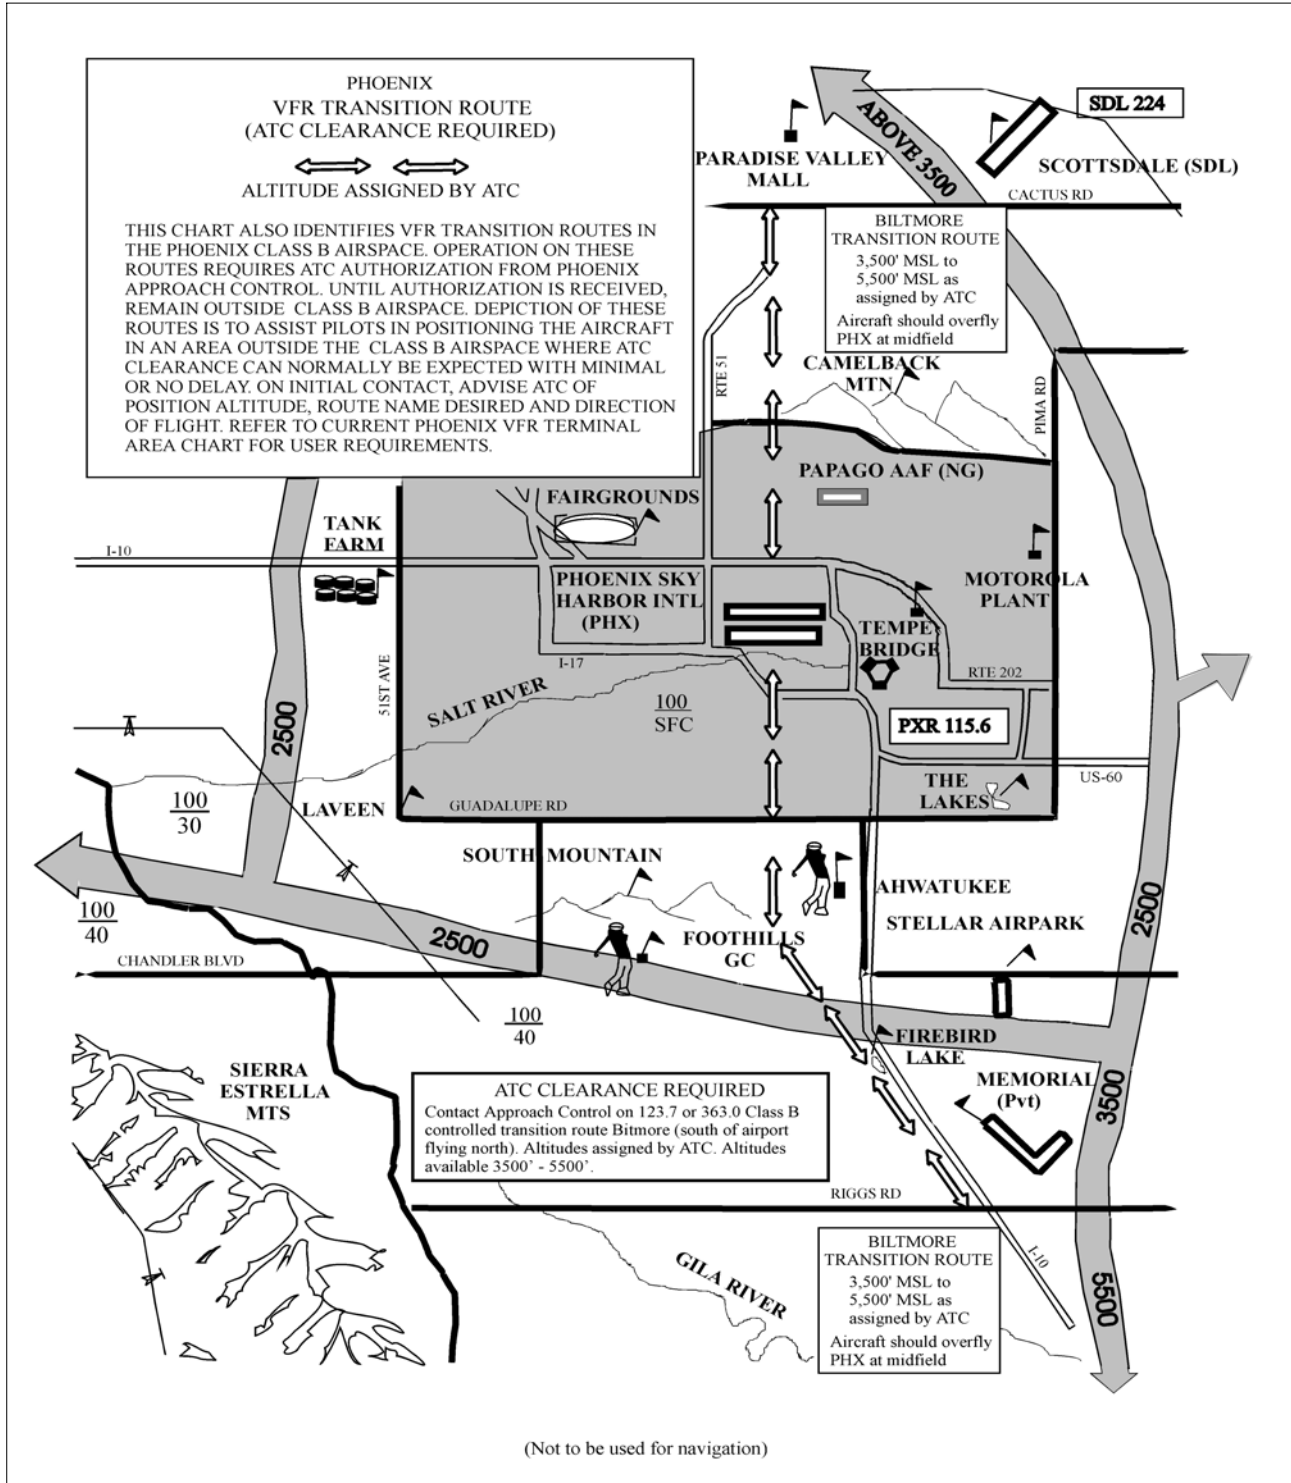 PHOENIX
VFR TRANSITION ROUTE
(ATC CLEARANCE REQUIRED)
ALTITUDE ASSIGNED BY ATC
THIS CHART ALSO IDENTIFIES VFR TRANSITION ROUTES IN
THE PHOENIX CLASS B AIRSPACE. OPERATION ON THESE
ROUTES REQUIRES ATC AUTHORIZATION FROM PHOENIX
APPROACH CONTROL. UNTIL AUTHORIZATION IS RECEIVED,
REMAIN OUTSIDE CLASS B AIRSPACE. DEPICTION OF THESE
ROUTES IS TO ASSIST PILOTS IN POSITIONING THE AIRCRAFT
IN AN AREA OUTSIDE THE CLASS B AIRSPACE WHERE ATC
CLEARANCE CAN NORMALLY BE EXPECTED WITH MINIMAL
OR NO DELAY. ON INITIAL CONTACT, ADVISE ATC OF
POSITION ALTITUDE, ROUTE NAME DESIRED AND DIRECTION
OF FLIGHT. REFER TO CURRENT PHOENIX VFR TERMINAL
AREA CHART FOR USER REQUIREMENTS.
ABOVE 3500
SDL 224
PARADISE VALLEY
MALL
SCOTTSDALE (SDL)
CACTUS RD
BILTMORE
TRANSITION ROUTE
3,500' MSL to
5,500' MSL as
assigned by ATC
Aircraft should overfly
PHX at midfield
RTE 51
CAMELBACK
MTN
PIMA RD
PAPAGO AAF (NG)
FAIRGROUNDS
TANK
FARM
I-10
PHOENIX SKY
HARBOR INTL
(PHX)
MOTOROLA
PLANT
TEMPE
BRIDGE
I-17
RTE 202
51ST AVE
SALT RIVER
100
SFC
PXR 115.6
2500
US-60
THE
LAKES
100
30
LAVEEN
GUADALUPE RD
SOUTH MOUNTAIN
AHWATUKEE
STELLAR AIRPARK
2500
100
40
2500
FOOTHILLS
GC
CHANDLER BLVD
100
40
FIREBIRD
LAKE
SIERRA
ESTRELLA
MTS
MEMORIAL
(Pvt)
3500
ATC CLEARANCE REQUIRED
Contact Approach Control on 123.7 or 363.0 Class B
controlled transition route Bitmore (south of airport
flying north). Altitudes assigned by ATC. Altitudes
available 3500' - 5500'.
RIGGS RD
GILA RIVER
BILTMORE
TRANSITION ROUTE
3,500' MSL to
5,500' MSL as
assigned by ATC
Aircraft should overfly
PHX at midfield
I-10
5500
(Not to be used for navigation)